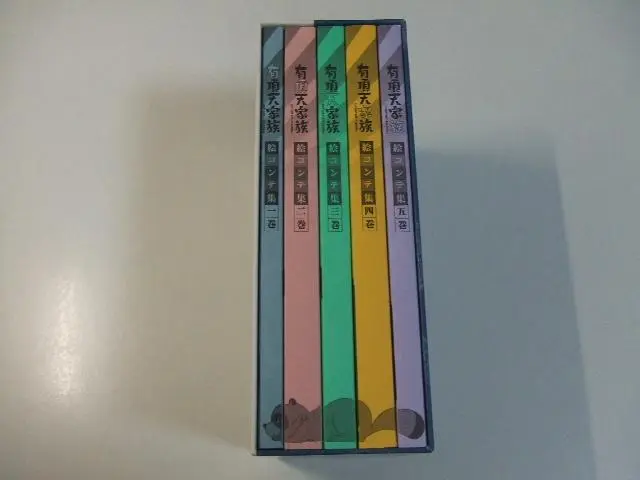 有頂天家族
絵コンテ集 一巻
有頂天家族
絵コンテ集 二巻
有頂天家族
絵コンテ集 三巻
有頂天家族
絵コンテ集 四巻
有頂天家族
絵コンテ集 五巻